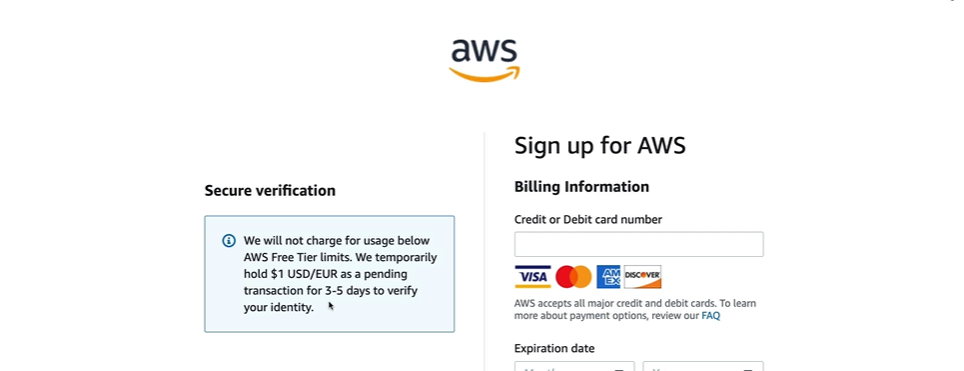 aws
Sign up for AWS
Secure verification
Billing Information
We will not charge for usage below
AWS Free Tier limits. We temporarily
hold $1 USD/EUR as a pending
transaction for 3-5 days to verify
your identity.
Credit or Debit card number
VISA AM EX DISCOVER
AWS accepts all major credit and debit cards. To learn
more about payment options, review our FAQ
Expiration date